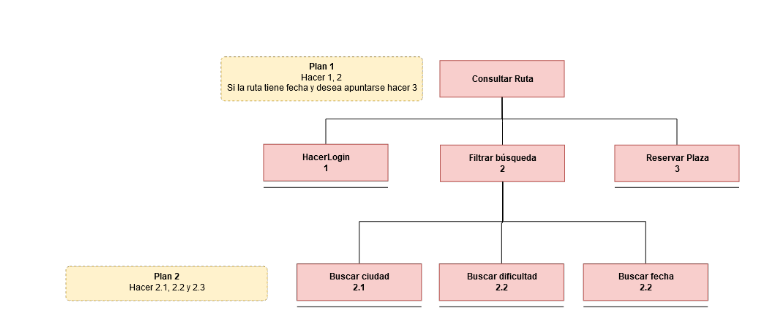 Plan 1
Hacer 1, 2
Si la ruta tiene fecha y desea apuntarse hacer 3
Consultar Ruta
HacerLogin
1
Filtrar búsqueda
2
Reservar Plaza
3
Plan 2
Hacer 2.1, 2.2 y 2.3
Buscar ciudad
2.1
Buscar dificultad
2.2
Buscar fecha
2.2